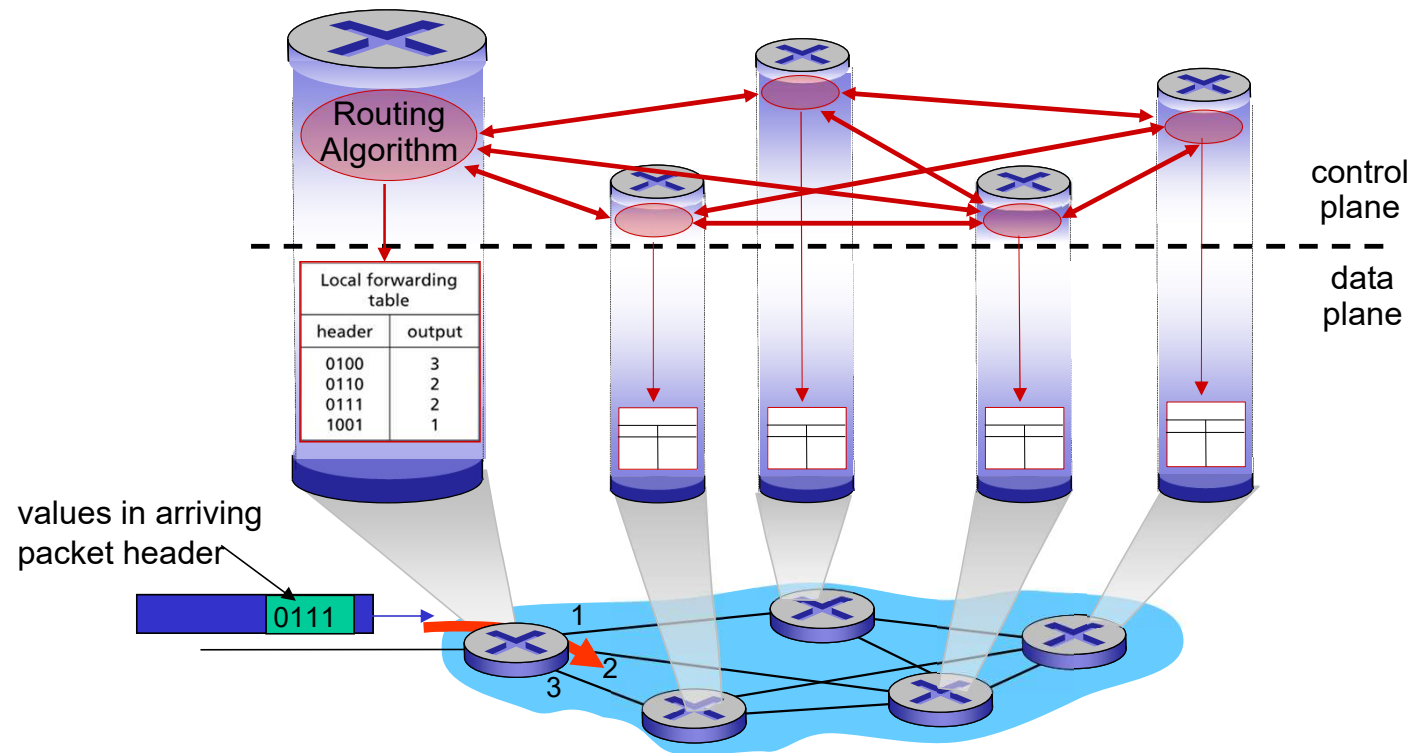 Routing
Algorithm
control
plane
data
plane
Local forwarding
table
header output
0100 3
0110 2
0111 2
1001 1
values in arriving
packet header
0111
1
2
3